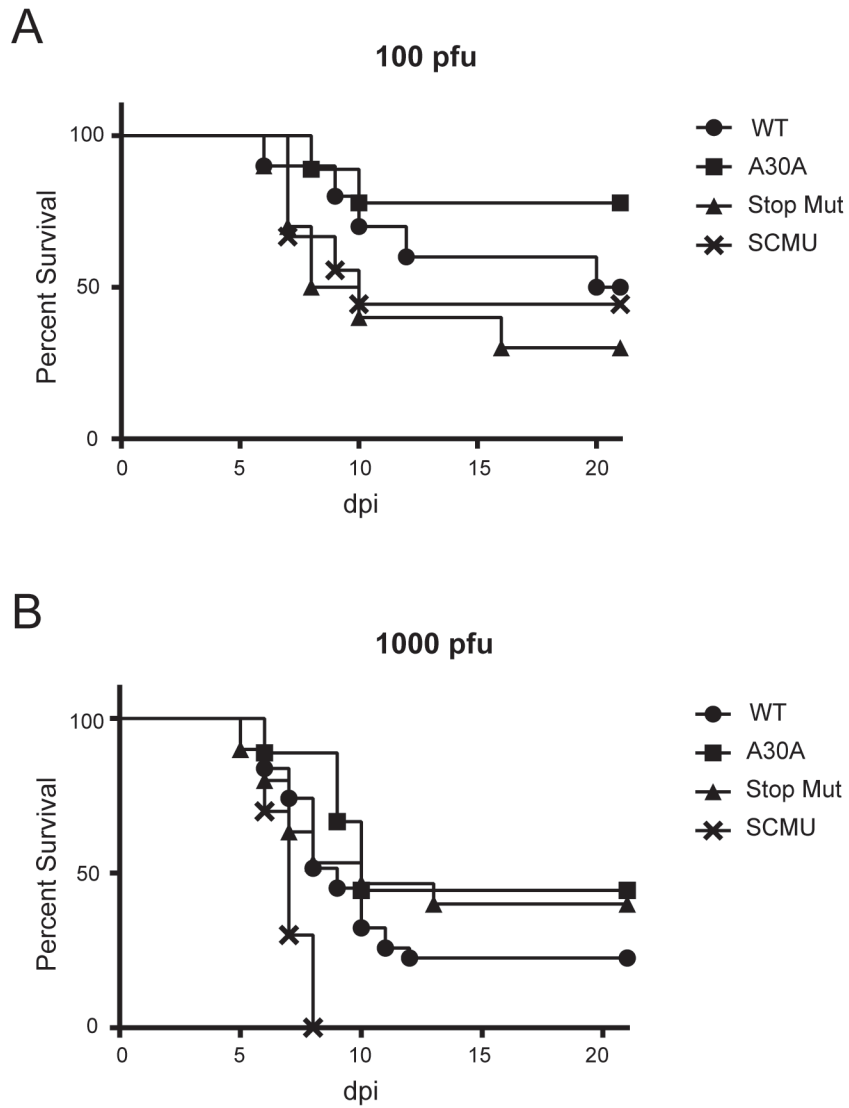 A
100 pfu
100
50
0
Percent Survival
0 5 10 15 20
dpi
WT
A30A
Stop Mut
SCMU
B
1000 pfu
100
50
0
Percent Survival
0 5 10 15 20
dpi
WT
A30A
Stop Mut
SCMU